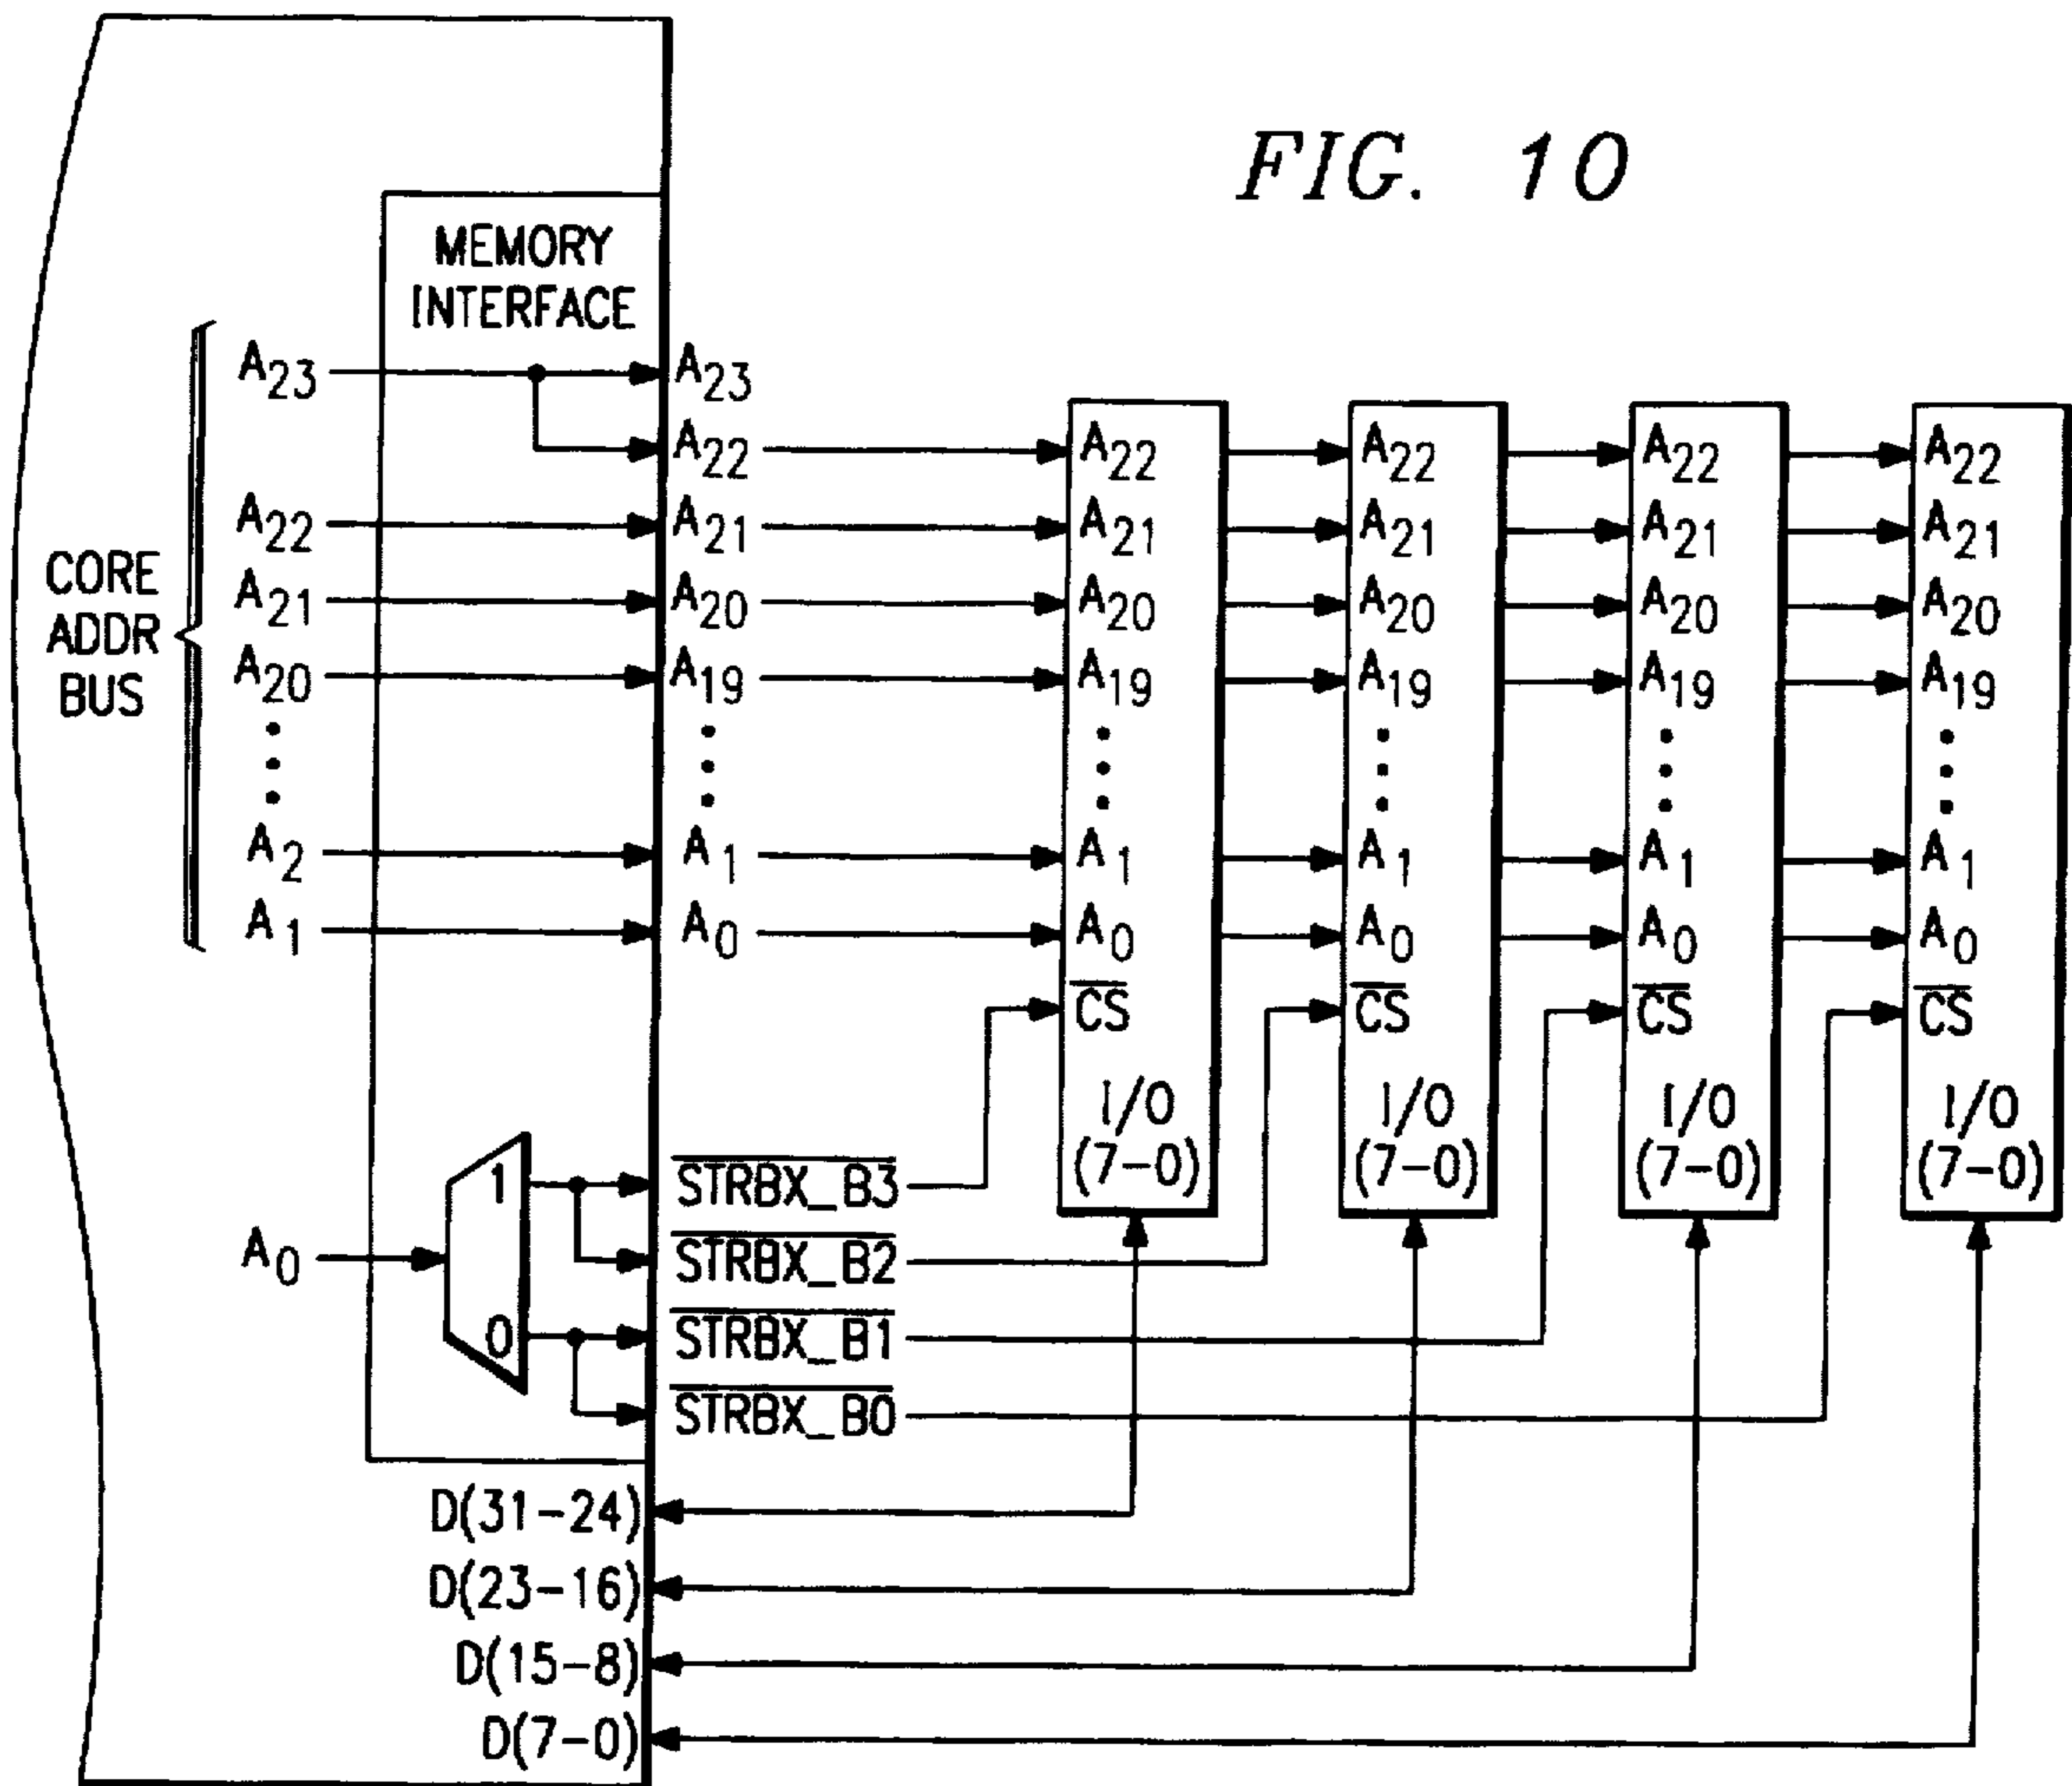 FIG. 10
MEMORY
INTERFACE
CORE
ADDR
BUS
A23
A22
A21
A20
A2
A1
A0
1
0
A23
A22
A21
A20
A19
A1
A0
STRBX_B3
STRBX_B2
STRBX_B1
STRBX_B0
D(31-24)
D(23-16)
D(15-8)
D(7-0)
A22
A21
A20
A19
A1
A0
CS
I/O
(7-0)
A22
A21
A20
A19
A1
A0
CS
I/O
(7-0)
A22
A21
A20
A19
A1
A0
CS
I/O
(7-0)
A22
A21
A20
A19
A1
A0
CS
I/O
(7-0)